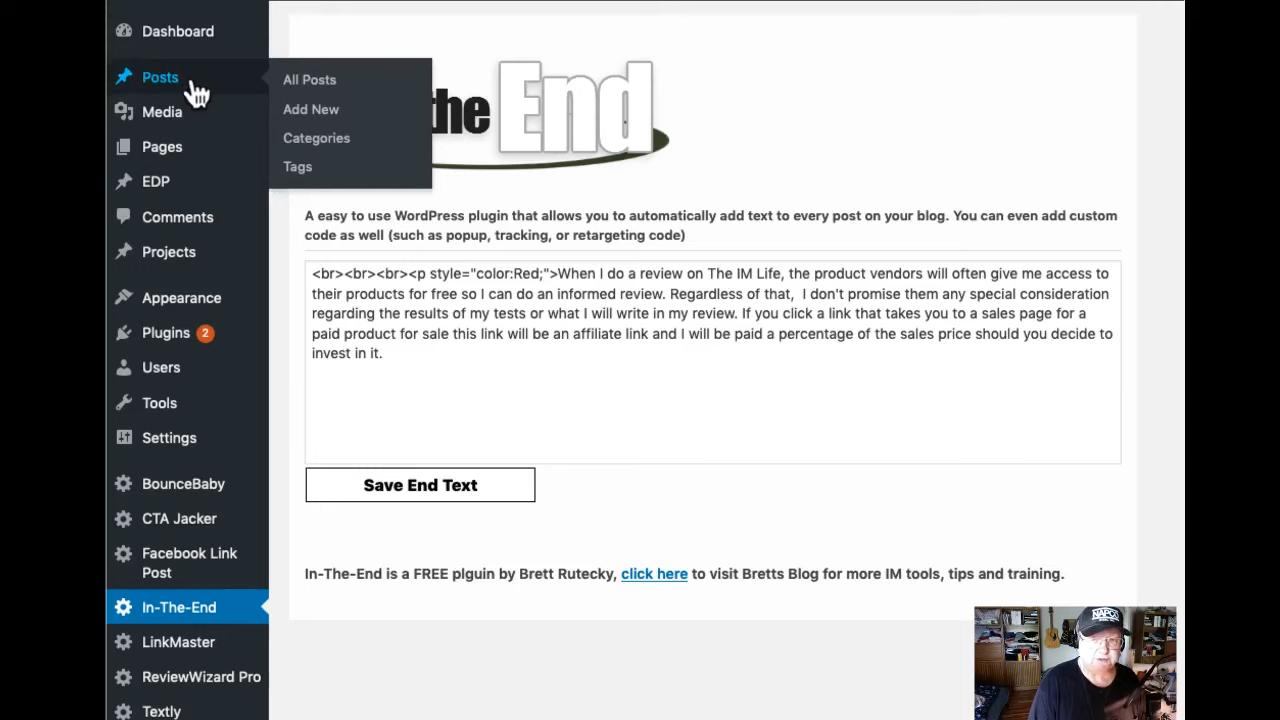 Dashboard
Posts
Media
Pages
EDP
Comments
Projects
Appearance
Plugins 2
Users
Tools
Settings
BounceBaby
CTA Jacker
Facebook Link
Post
In-The-End
LinkMaster
ReviewWizard Pro
Textly
All Posts
Add New
Categories
Tags
the End
A easy to use WordPress plugin that allows you to automatically add text to every post on your blog. You can even add custom
code as well (such as popup, tracking, or retargeting code)
<br><br><br><p style="color:Red;">When I do a review on The IM Life, the product vendors will often give me access to
their products for free so I can do an informed review. Regardless of that,  I don't promise them any special consideration
regarding the results of my tests or what I will write in my review. If you click a link that takes you to a sales page for a
paid product for sale this link will be an affiliate link and I will be paid a percentage of the sales price should you decide to
invest in it.
Save End Text
In-The-End is a FREE plguin by Brett Rutecky, click here to visit Bretts Blog for more IM tools, tips and training.
NAPCO